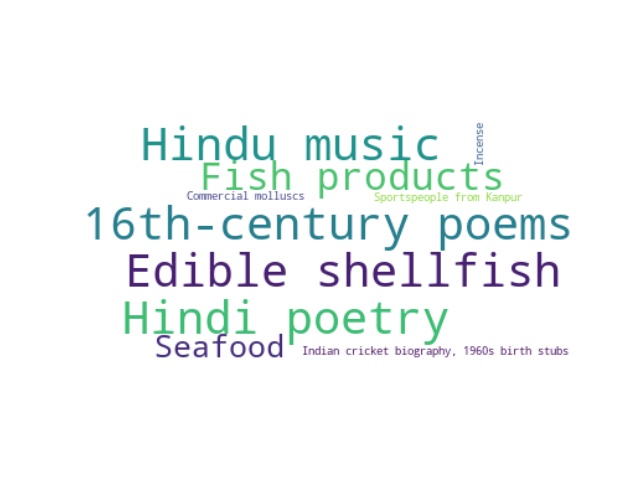 Hindu music
Incense
Fish products
Commercial molluscs
Sportspeople from Kanpur
16th-century poems
Edible shellfish
Hindi poetry
Seafood
Indian cricket biography, 1960s birth stubs